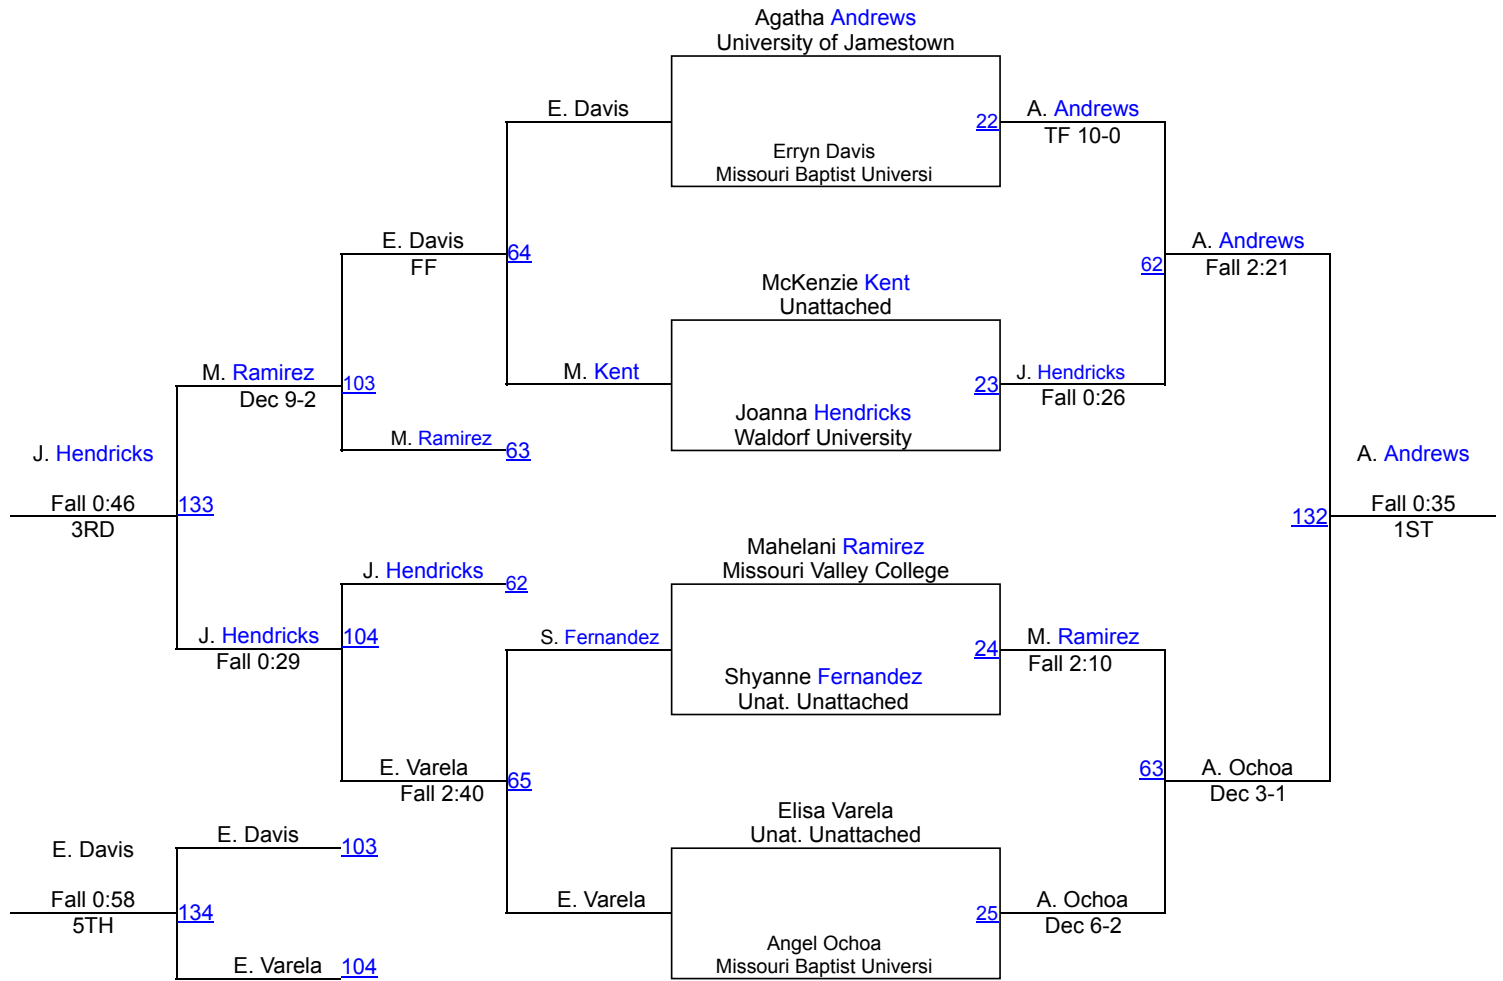 Agatha Andrews
University of Jamestown
E. Davis
22
A. Andrews
TF 10-0
Erryn Davis
Missouri Baptist Universi
E. Davis
FF
64
62
A. Andrews
Fall 2:21
McKenzie Kent
Unattached
M. Ramirez
Dec 9-2
103
M. Kent
23
J. Hendricks
Fall 0:26
Joanna Hendricks
Waldorf University
M. Ramirez
63
J. Hendricks
Fall 0:46
3RD
133
132
A. Andrews
Fall 0:35
1ST
Mahelani Ramirez
Missouri Valley College
J. Hendricks
62
J. Hendricks
Fall 0:29
104
S. Fernandez
24
M. Ramirez
Fall 2:10
Shyanne Fernandez
Unat. Unattached
E. Varela
Fall 2:40
65
63
A. Ochoa
Dec 3-1
Elisa Varela
Unat. Unattached
E. Davis
Fall 0:58
5TH
E. Davis
103
134
E. Varela
104
E. Varela
25
A. Ochoa
Dec 6-2
Angel Ochoa
Missouri Baptist Universi